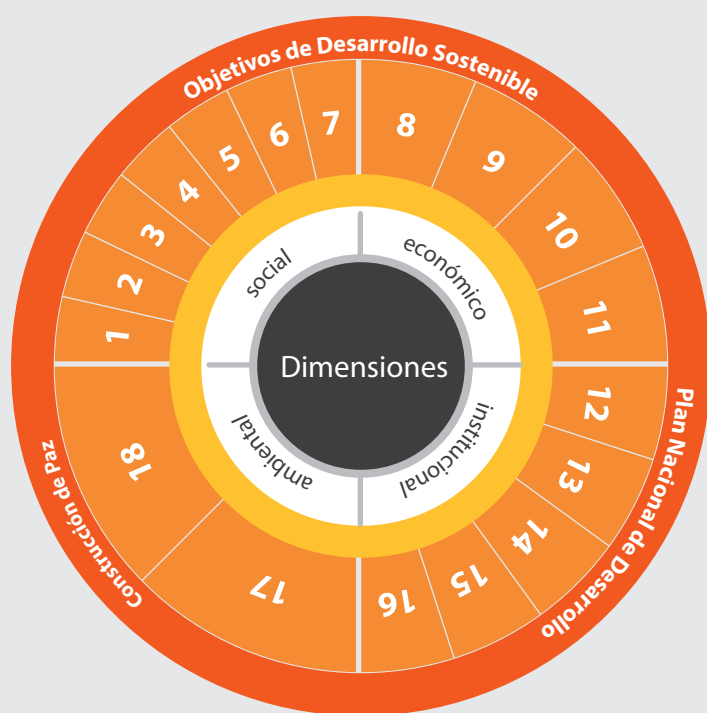 Objetivos de Desarrollo Sostenible
Plan Nacional de Desarrollo
Construcción de Paz
1
2
3
4
5
6
7
8
9
10
11
12
13
14
15
16
17
18
social
económico
institucional
ambiental
Dimensiones